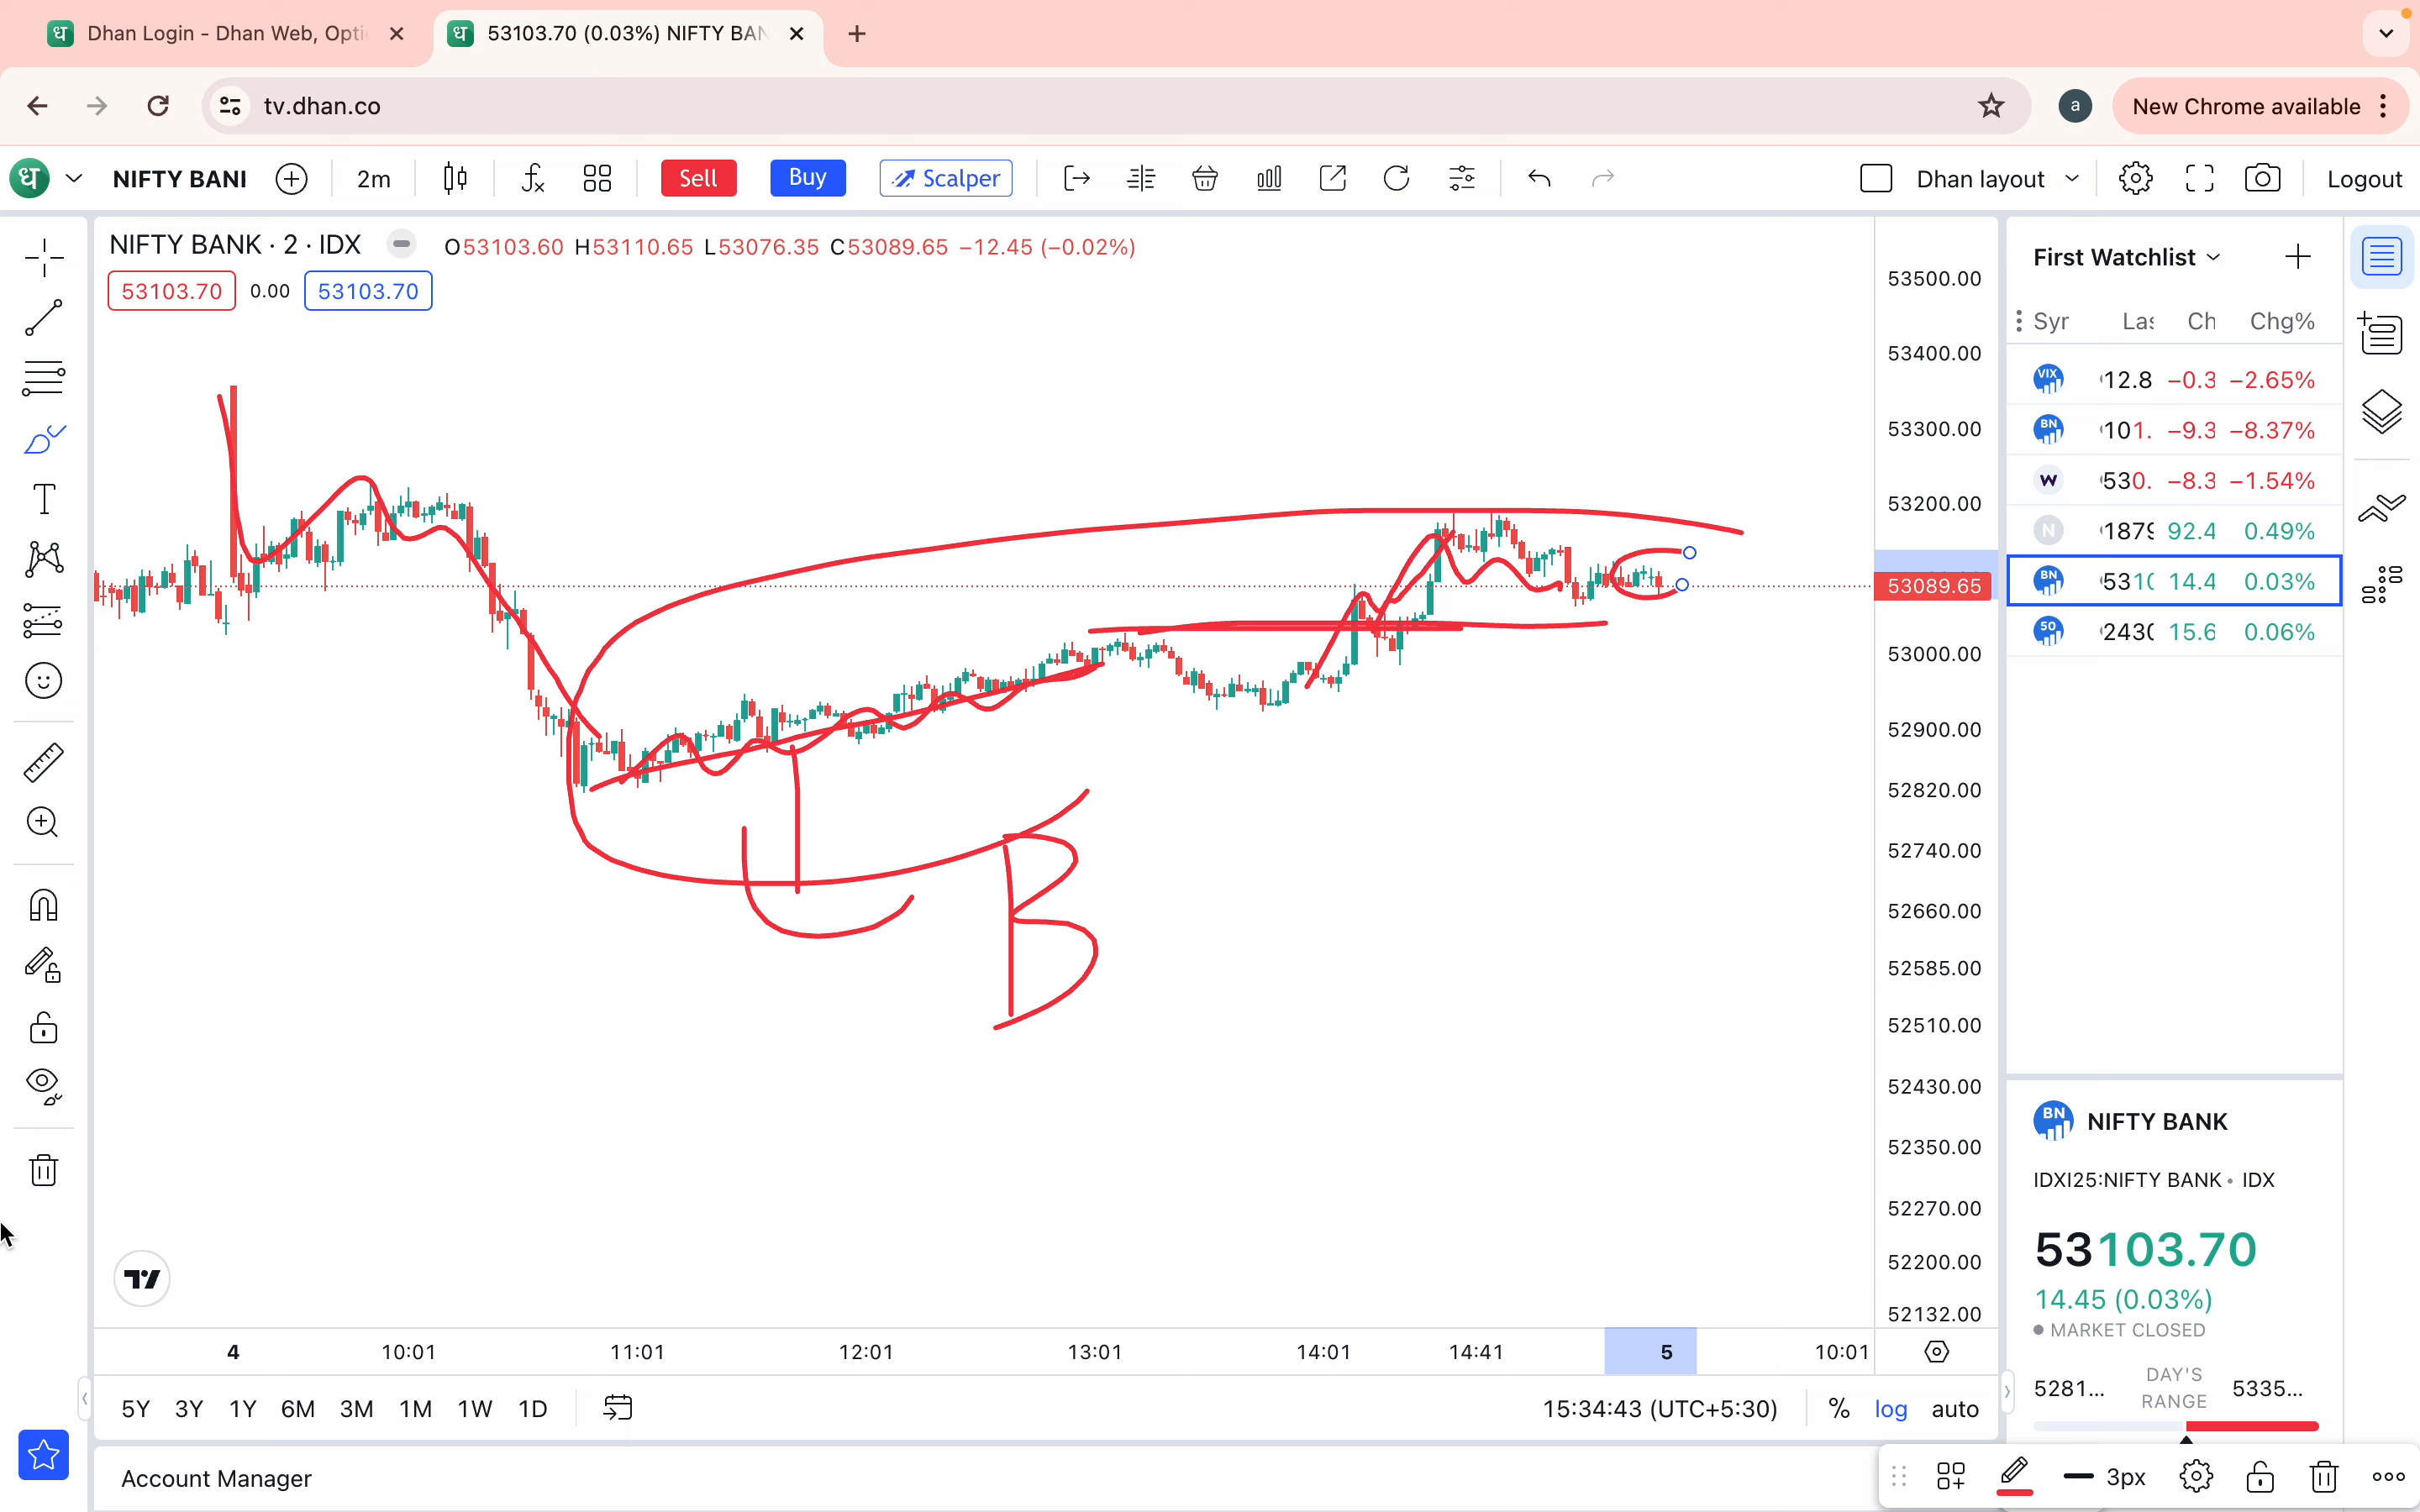 Dhan Login - Dhan Web, Opti
53103.70 (0.03%) NIFTY BAN
tv.dhan.co
a
New Chrome available
ध NIFTY BANI 2m Sell Buy Scalper Dhan layout Logout
NIFTY BANK · 2 · IDX O53103.60 H53110.65 L53076.35 C53089.65 −12.45 (−0.02%)
53103.70 0.00 53103.70
53500.00
53400.00
53300.00
53200.00
53089.65
53000.00
52900.00
52820.00
52740.00
52660.00
52585.00
52510.00
52430.00
52350.00
52270.00
52200.00
52132.00
B
4 10:01 11:01 12:01 13:01 14:01 14:41 5 10:01
5Y 3Y 1Y 6M 3M 1M 1W 1D 15:34:43 (UTC+5:30) % log auto
Account Manager
First Watchlist
Syr Las Ch Chg%
VIX 12.8 −0.3 −2.65%
BN 101. −9.3 −8.37%
W 530. −8.3 −1.54%
N 1879 92.4 0.49%
BN 5310 14.4 0.03%
50 2430 15.6 0.06%
BN NIFTY BANK
IDXI25:NIFTY BANK • IDX
53103.70
14.45 (0.03%)
MARKET CLOSED
5281... DAY'S RANGE 5335...
3px